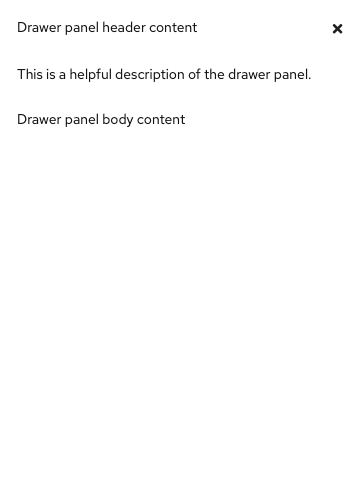 Drawer panel header content
This is a helpful description of the drawer panel.
Drawer panel body content